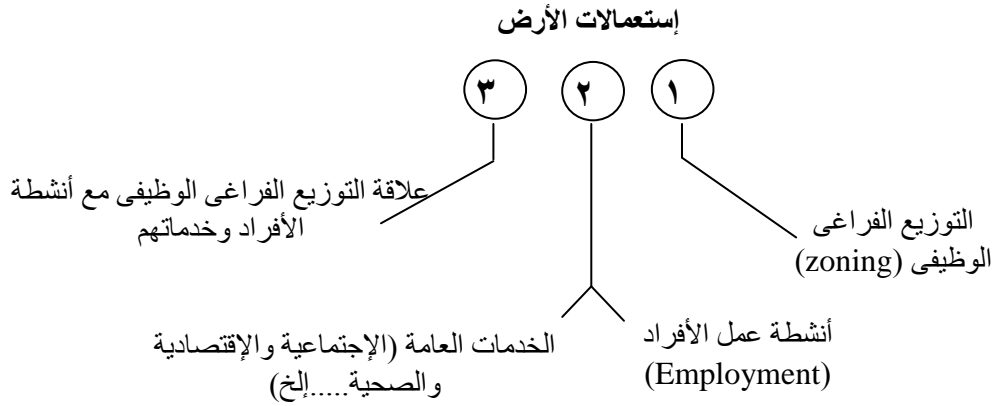 إستعمالات الأرض
١ ٢ ٣
علاقة التوزيع الفراغى الوظيفى مع أنشطة
الأفراد وخدماتهم
التوزيع الفراغى
الوظيفى (zoning)
أنشطة عمل الأفراد
(Employment)
الخدمات العامة (الإجتماعية والإقتصادية
والصحية.....إلخ)